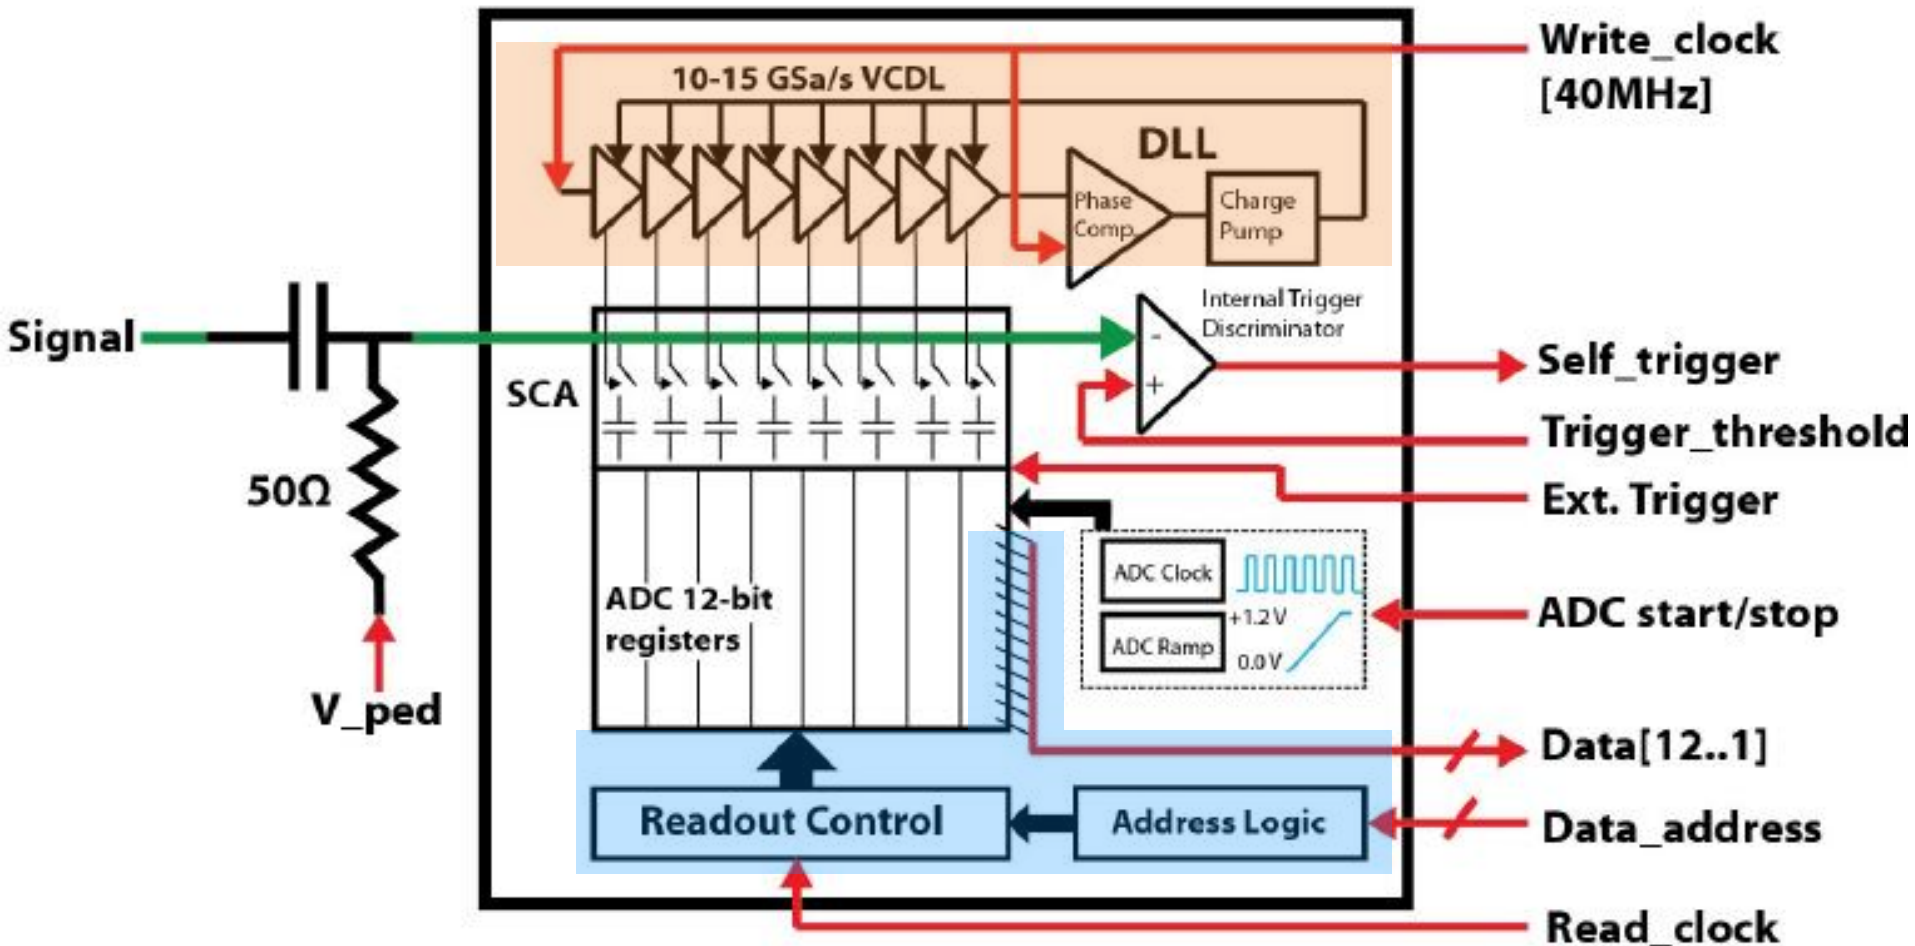 Write_clock
[40MHz]
10-15 GSa/s VCDL
DLL
Phase
Comp.
Charge
Pump
Internal Trigger
Discriminator
Signal
-
+
Self_trigger
SCA
Trigger_threshold
50Ω
Ext. Trigger
ADC 12-bit
registers
ADC Clock
+1.2 V
ADC Ramp
0.0 V
ADC start/stop
V_ped
Data[12..1]
Readout Control
Address Logic
Data_address
Read_clock